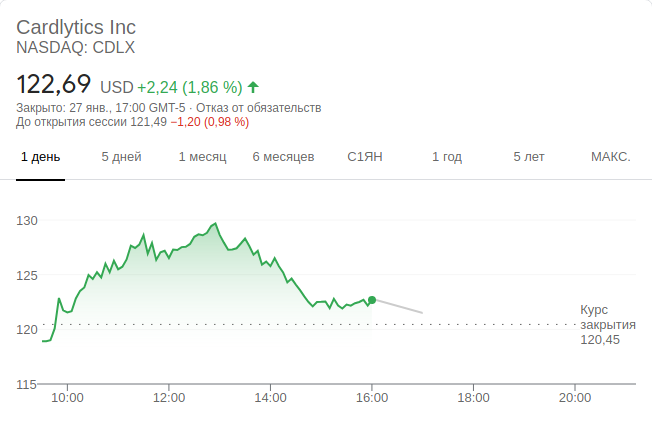 Cardlytics Inc
NASDAQ: CDLX
122,69 USD +2,24 (1,86 %)
Закрыто: 27 янв., 17:00 GMT-5 · Отказ от обязательств
До открытия сессии 121,49 −1,20 (0,98 %)
1 день 5 дней 1 месяц 6 месяцев С1ЯН 1 год 5 лет МАКС.
130
125
120
115
Курс
закрытия
120,45
10:00 12:00 14:00 16:00 18:00 20:00